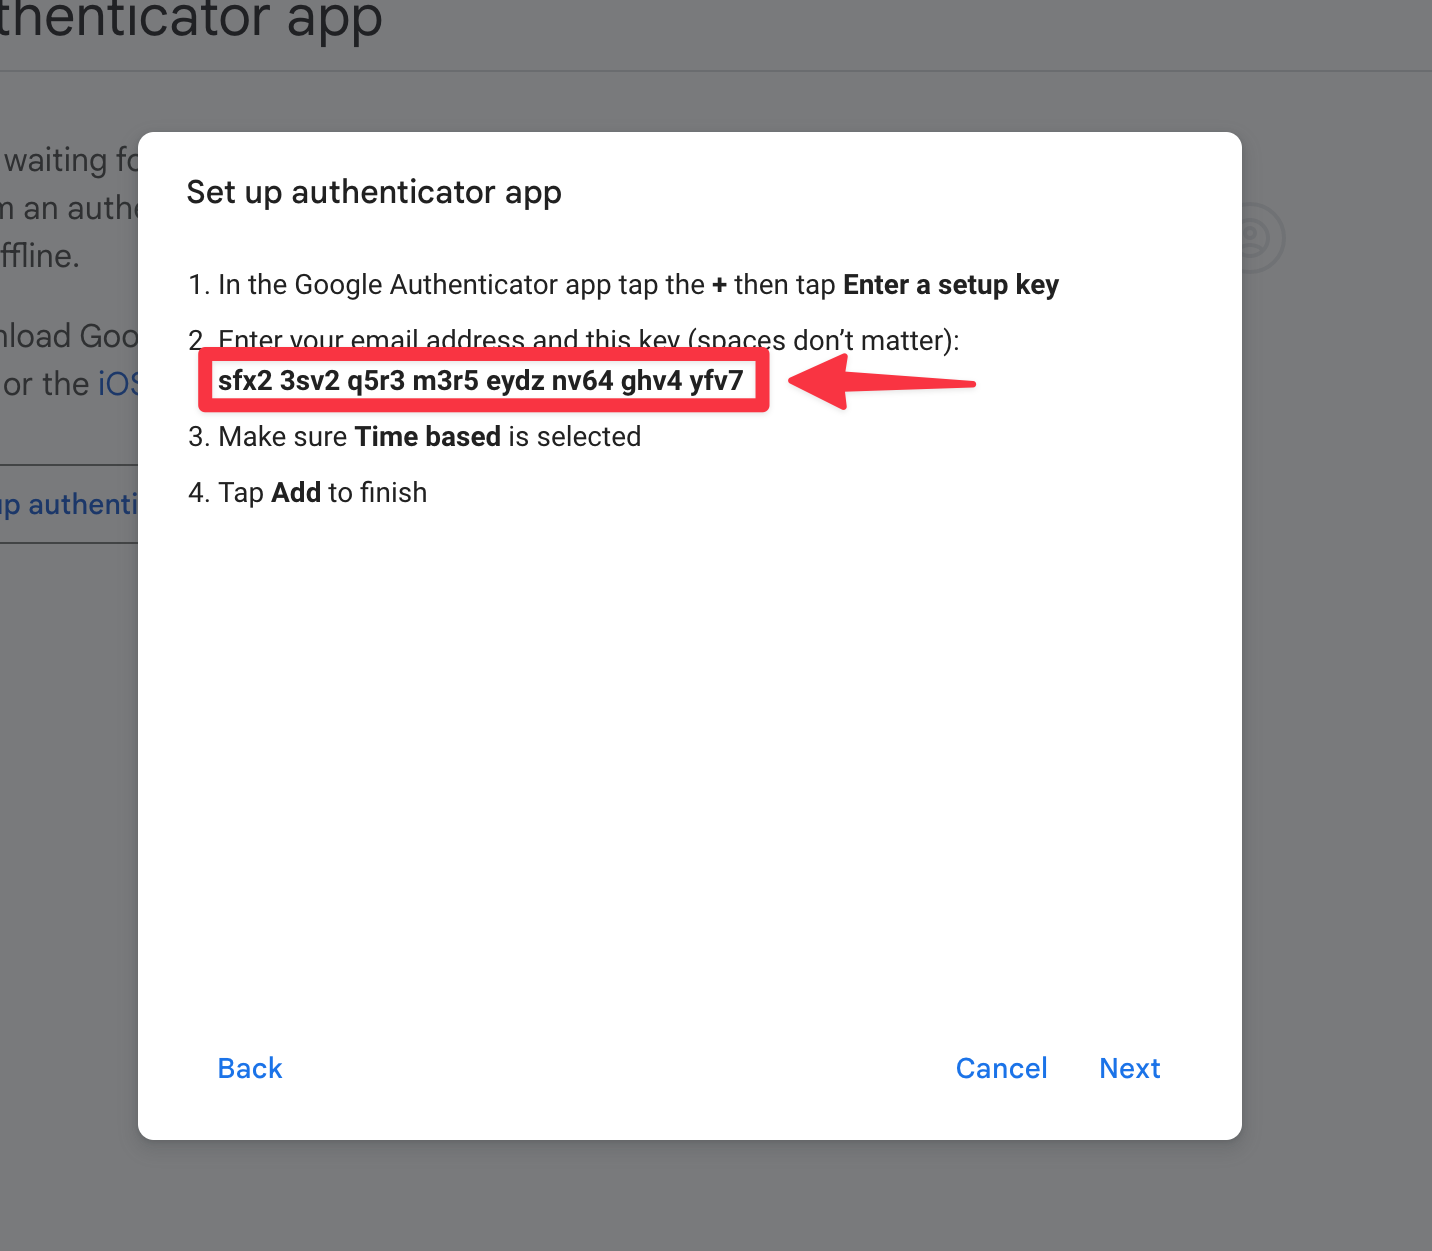 thenticator app
waiting fo
m an authe
ffline.
nload Goo
or the iOS
up authenti
Set up authenticator app
1. In the Google Authenticator app tap the + then tap Enter a setup key
2. Enter your email address and this key (spaces don’t matter):
sfx2 3sv2 q5r3 m3r5 eydz nv64 ghv4 yfv7
3. Make sure Time based is selected
4. Tap Add to finish
Back
Cancel
Next